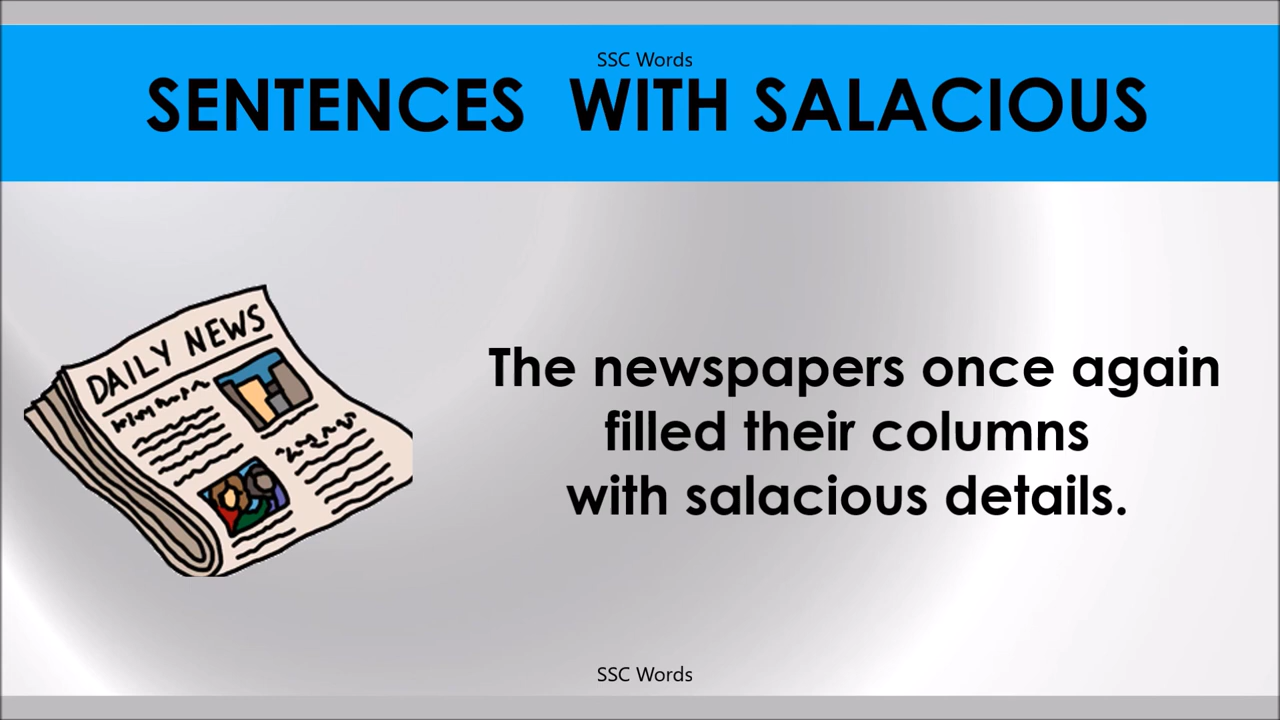 SSC Words
SENTENCES WITH SALACIOUS
DAILY NEWS
The newspapers once again
filled their columns
with salacious details.
SSC Words